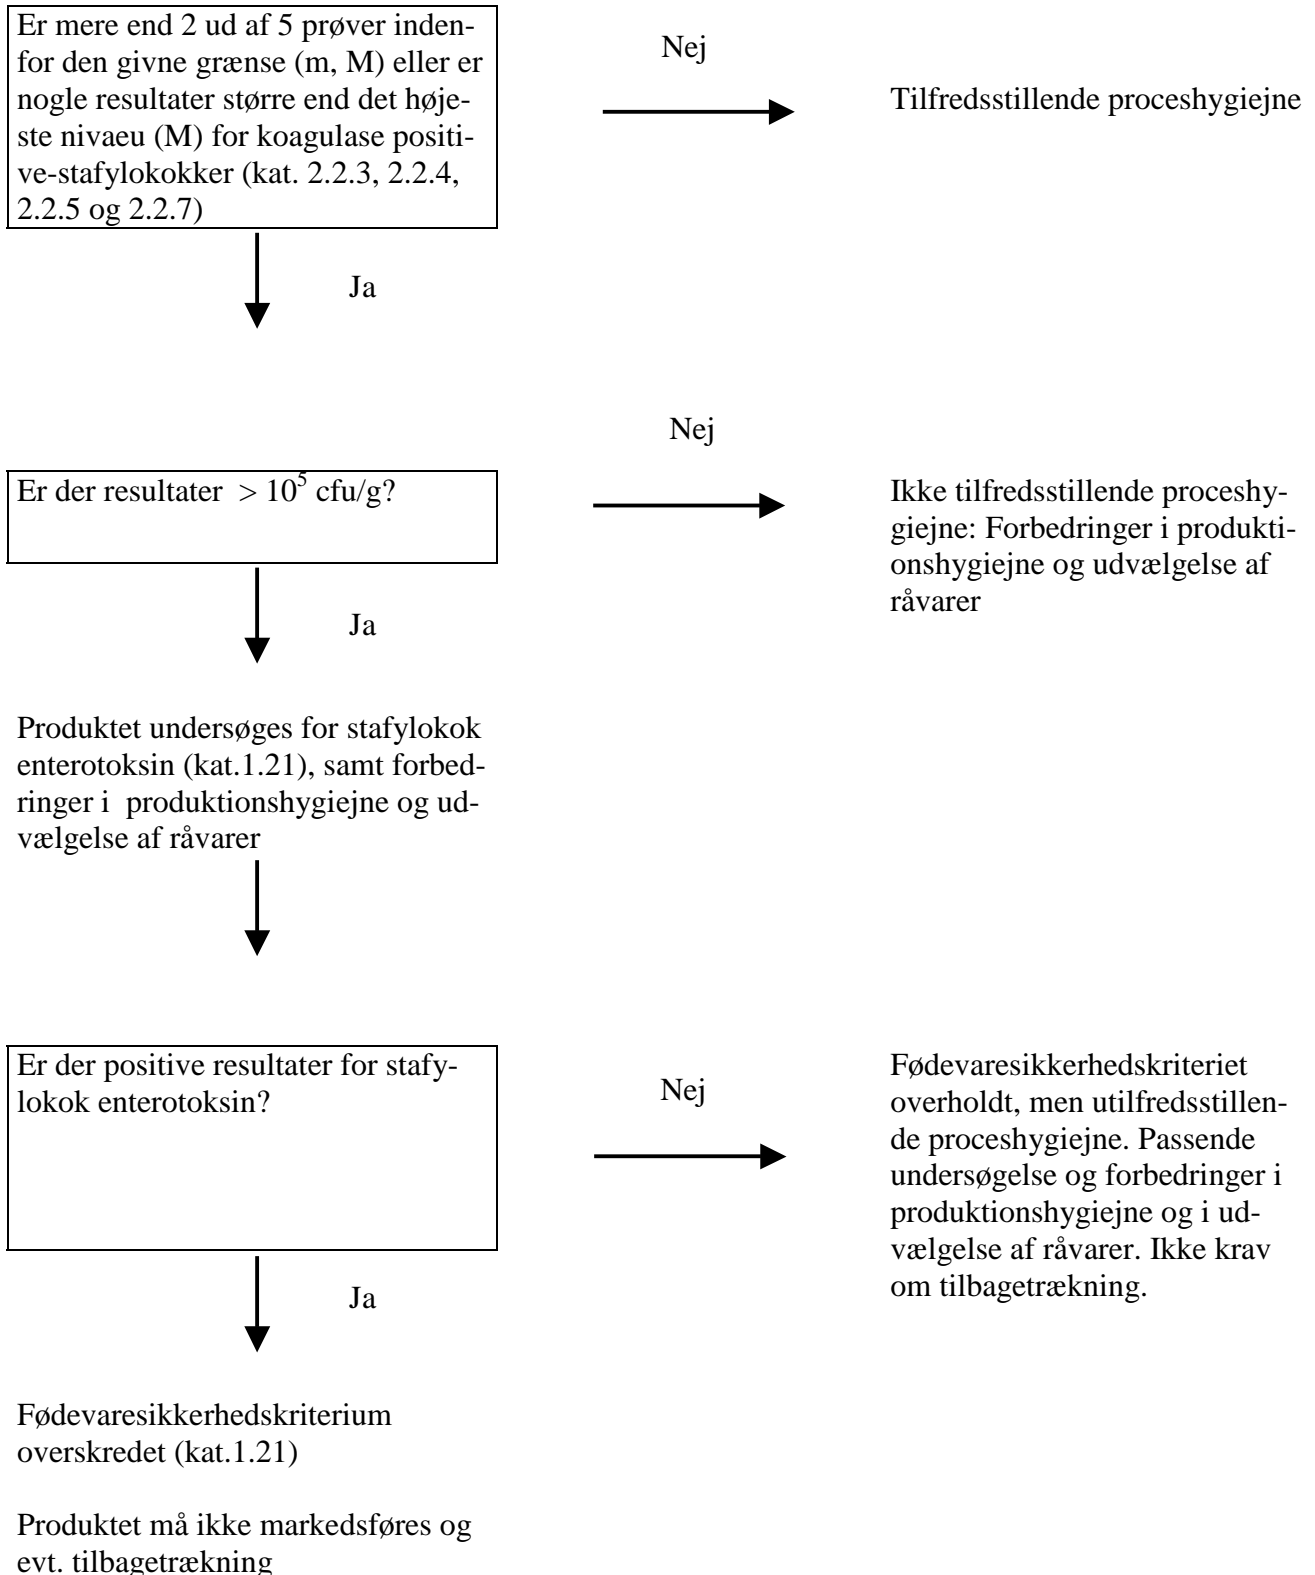 Er mere end 2 ud af 5 prøver inden-
for den givne grænse (m, M) eller er
nogle resultater større end det høje-
ste nivaeu (M) for koagulase positi-
ve-stafylokokker (kat. 2.2.3, 2.2.4,
2.2.5 og 2.2.7)
Nej
Tilfredsstillende proceshygiejne
Ja
Er der resultater > 10⁵ cfu/g?
Nej
Ikke tilfredsstillende proceshy-
giejne: Forbedringer i produkti-
onshygiejne og udvælgelse af
råvarer
Ja
Produktet undersøges for stafylokok
enterotoksin (kat.1.21), samt forbed-
ringer i produktionshygiejne og ud-
vælgelse af råvarer
Er der positive resultater for stafy-
lokok enterotoksin?
Nej
Fødevaresikkerhedskriteriet
overholdt, men utilfredsstillen-
de proceshygiejne. Passende
undersøgelse og forbedringer i
produktionshygiejne og i ud-
vælgelse af råvarer. Ikke krav
om tilbagetrækning.
Ja
Fødevaresikkerhedskriterium
overskredet (kat.1.21)
Produktet må ikke markedsføres og
evt. tilbagetrækning